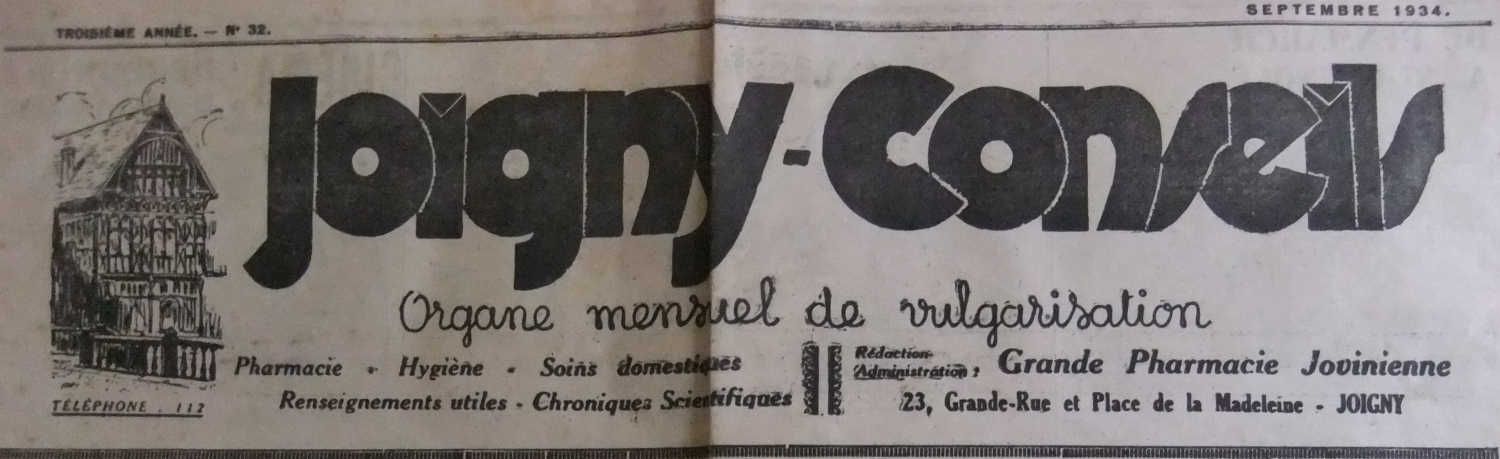 TROISIÈME ANNÉE. — N° 32.
SEPTEMBRE 1934.
Joigny-Conseils
Organe mensuel de vulgarisation
Pharmacie - Hygiène - Soins domestiques
Renseignements utiles - Chroniques Scientifiques
TÉLÉPHONE . 112
Rédaction-
Administration : Grande Pharmacie Jovinienne
23, Grande-Rue et Place de la Madeleine - JOIGNY